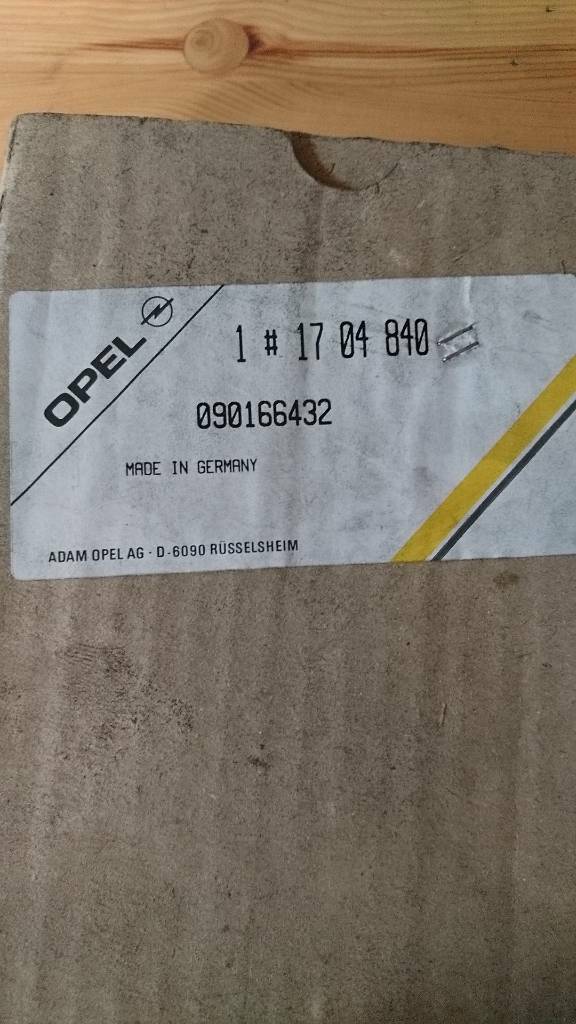 OPEL
1 # 17 04 840
090166432
MADE IN GERMANY
ADAM OPEL AG · D-6090 RÜSSELSHEIM